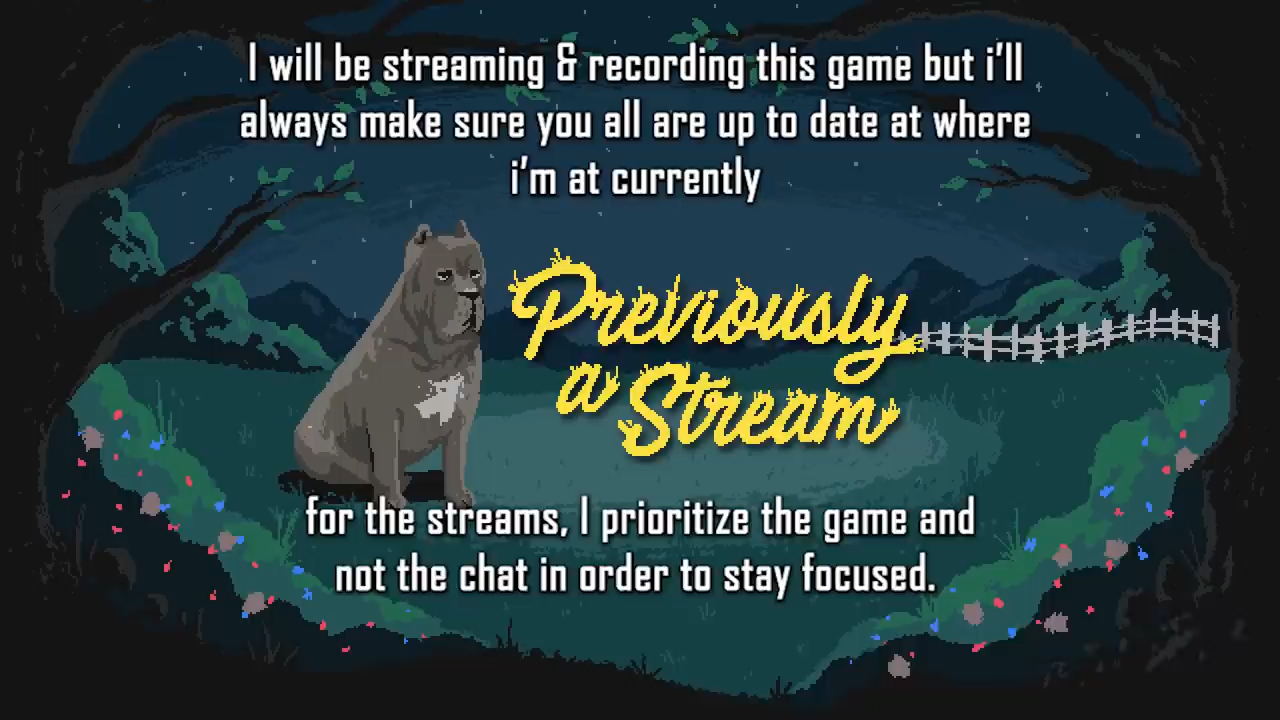 I will be streaming & recording this game but i'll
always make sure you all are up to date at where
i'm at currently
Previously
a Stream
for the streams, I prioritize the game and
not the chat in order to stay focused.